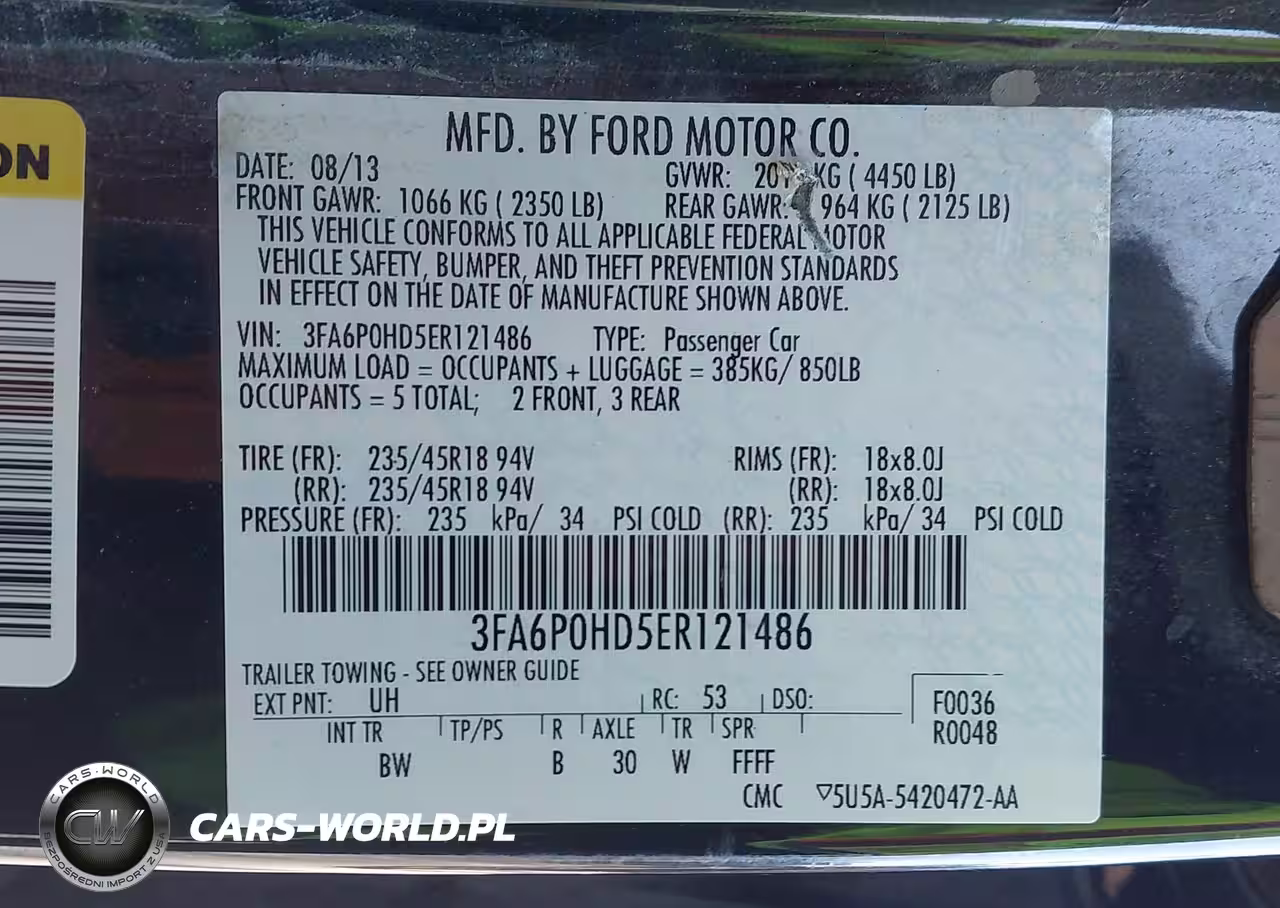 ON
MFD. BY FORD MOTOR CO.
DATE: 08/13 GVWR: KG ( 4450 LB)
FRONT GAWR: 1066 KG ( 2350 LB) REAR GAWR: 964 KG ( 2125 LB)
THIS VEHICLE CONFORMS TO ALL APPLICABLE FEDERAL MOTOR
VEHICLE SAFETY, BUMPER, AND THEFT PREVENTION STANDARDS
IN EFFECT ON THE DATE OF MANUFACTURE SHOWN ABOVE.
VIN: 3FA6P0HD5ER121486 TYPE: Passenger Car
MAXIMUM LOAD = OCCUPANTS + LUGGAGE = 385KG/ 850LB
OCCUPANTS = 5 TOTAL; 2 FRONT, 3 REAR
TIRE (FR): 235/45R18 94V RIMS (FR): 18x8.0J
(RR): 235/45R18 94V (RR): 18x8.0J
PRESSURE (FR): 235 kPa/ 34 PSI COLD (RR): 235 kPa/ 34 PSI COLD
3FA6P0HD5ER121486
TRAILER TOWING - SEE OWNER GUIDE
EXT PNT: UH RC: 53 DSO: F0036
INT TR TP/PS R AXLE TR SPR R0048
BW B 30 W FFFF
CMC ▽5U5A-5420472-AA
CARS-WORLD
CW
BEZPOŚREDNI IMPORT Z USA
CARS-WORLD.PL